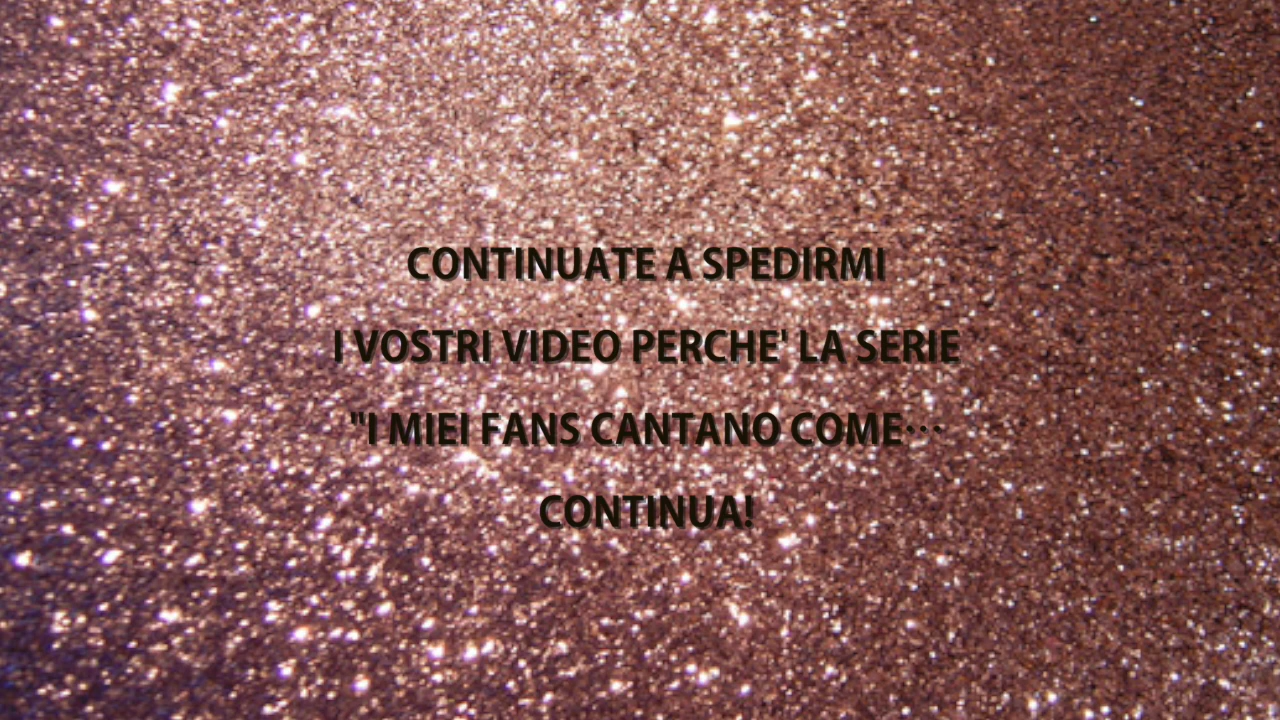 CONTINUATE A SPEDIRMI
I VOSTRI VIDEO PERCHE' LA SERIE
"I MIEI FANS CANTANO COME…
CONTINUA!